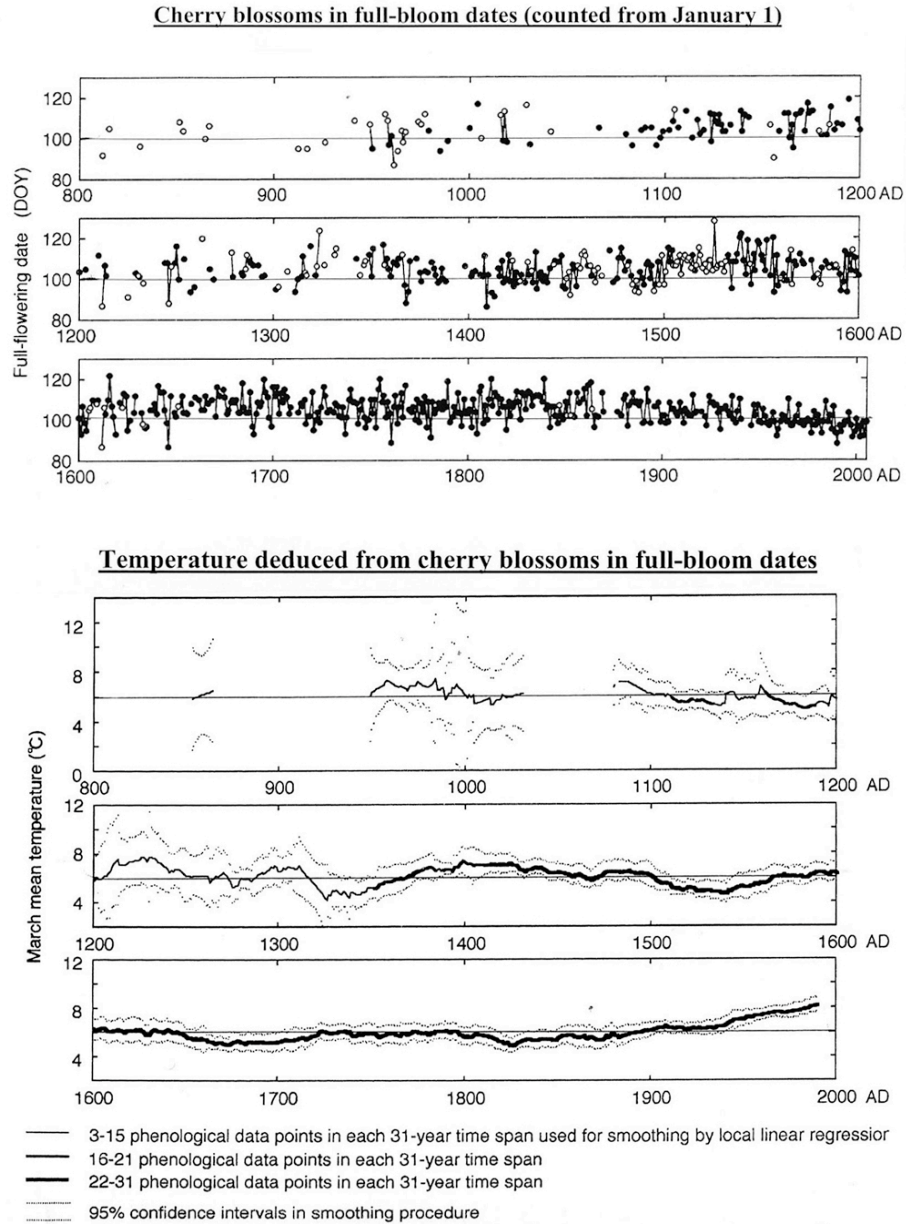 Cherry blossoms in full-bloom dates (counted from January 1)
Full-flowering date (DOY)
120
100
80
800 900 1000 1100 1200 AD
120
100
80
1200 1300 1400 1500 1600 AD
120
100
80
1600 1700 1800 1900 2000 AD
Temperature deduced from cherry blossoms in full-bloom dates
March mean temperature (℃)
12
8
4
0
800 900 1000 1100 1200 AD
12
8
4
1200 1300 1400 1500 1600 AD
12
8
4
1600 1700 1800 1900 2000 AD
3-15 phenological data points in each 31-year time span used for smoothing by local linear regressior
16-21 phenological data points in each 31-year time span
22-31 phenological data points in each 31-year time span
95% confidence intervals in smoothing procedure